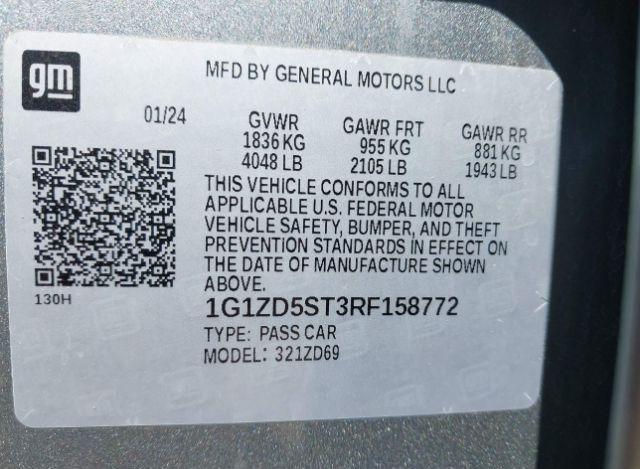 gm
MFD BY GENERAL MOTORS LLC
01/24
GVWR GAWR FRT GAWR RR
1836 KG 955 KG 881 KG
4048 LB 2105 LB 1943 LB
THIS VEHICLE CONFORMS TO ALL
APPLICABLE U.S. FEDERAL MOTOR
VEHICLE SAFETY, BUMPER, AND THEFT
PREVENTION STANDARDS IN EFFECT ON
THE DATE OF MANUFACTURE SHOWN
ABOVE.
130H
1G1ZD5ST3RF158772
TYPE: PASS CAR
MODEL: 321ZD69